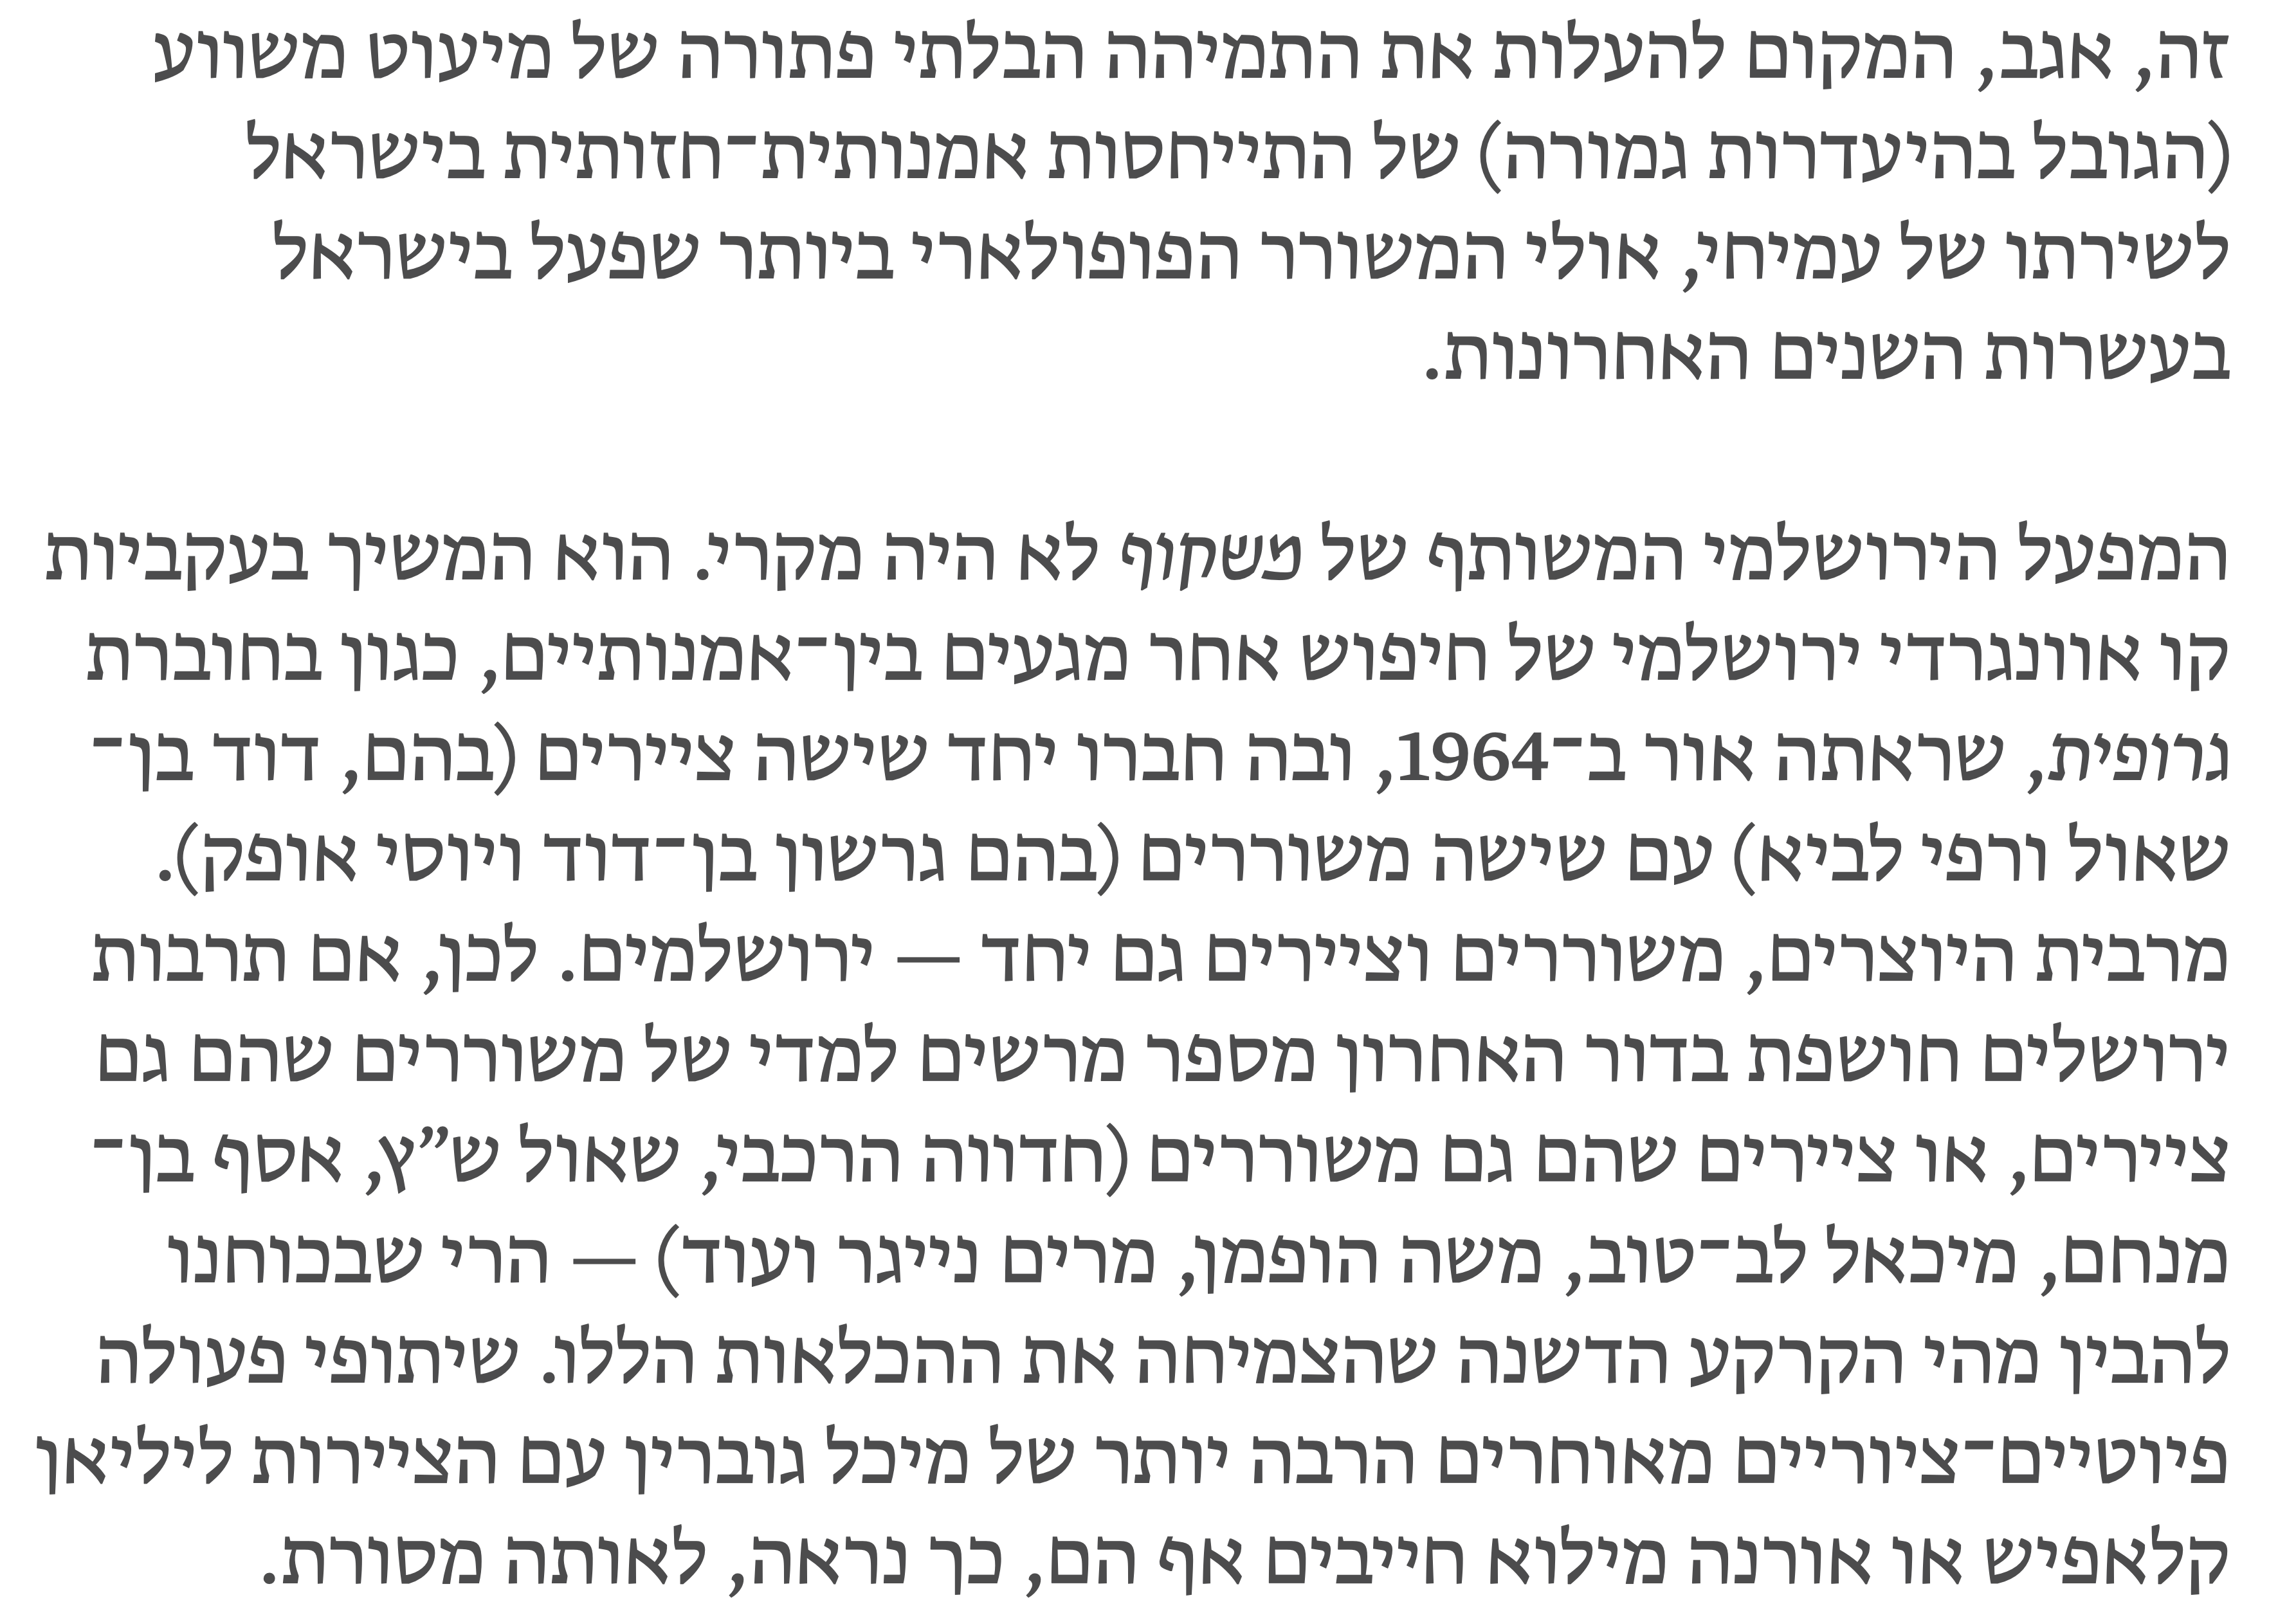 זה, אגב, המקום להעלות את התמיהה הבלתי פתורה של מיעוט משווע
(הגובל בהיעדרות גמורה) של התייחסות אמנותית־חזותית בישראל
לשירתו של עמיחי, אולי המשורר הפופולארי ביותר שפעל בישראל
בעשרות השנים האחרונות.
המפעל הירושלמי המשותף של פשקוף לא היה מקרי. הוא המשיך בעקביות
קו אוונגרדי ירושלמי של חיפוש אחר מגעים בין־אמנותיים, כגון בחוברת
גרופית, שראתה אור ב־1964, ובה חברו יחד שישה ציירים (בהם, דוד בן־
שאול ורפי לביא) עם שישה משוררים (בהם גרשון בן־דוד ויוסי אופק).
מרבית היוצרים, משוררים וציירים גם יחד — ירושלמים. לכן, אם תרבות
ירושלים חושפת בדור האחרון מספר מרשים למדי של משוררים שהם גם
ציירים, או ציירים שהם גם משוררים (חדווה הרכבי, שאול ש”ץ, אסף בן־
מנחם, מיכאל לב־טוב, משה הופמן, מרים נייגר ועוד) — הרי שבכוחנו
להבין מהי הקרקע הדשנה שהצמיחה את ההכלאות הללו. שיתופי פעולה
פיוטיים־ציוריים מאוחרים הרבה יותר של מיכל גוברין עם הציירות ליליאן
קלאפיש או אורנה מילוא חייבים אף הם, כך נראה, לאותה מסורת.